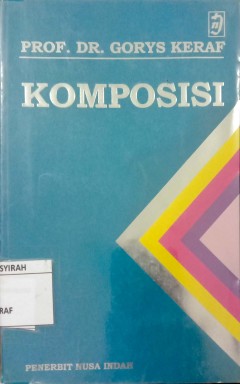 PROF. DR. GORYS KERAF
KOMPOSISI
SYIRAH
RAF
PENERBIT NUSA INDAH